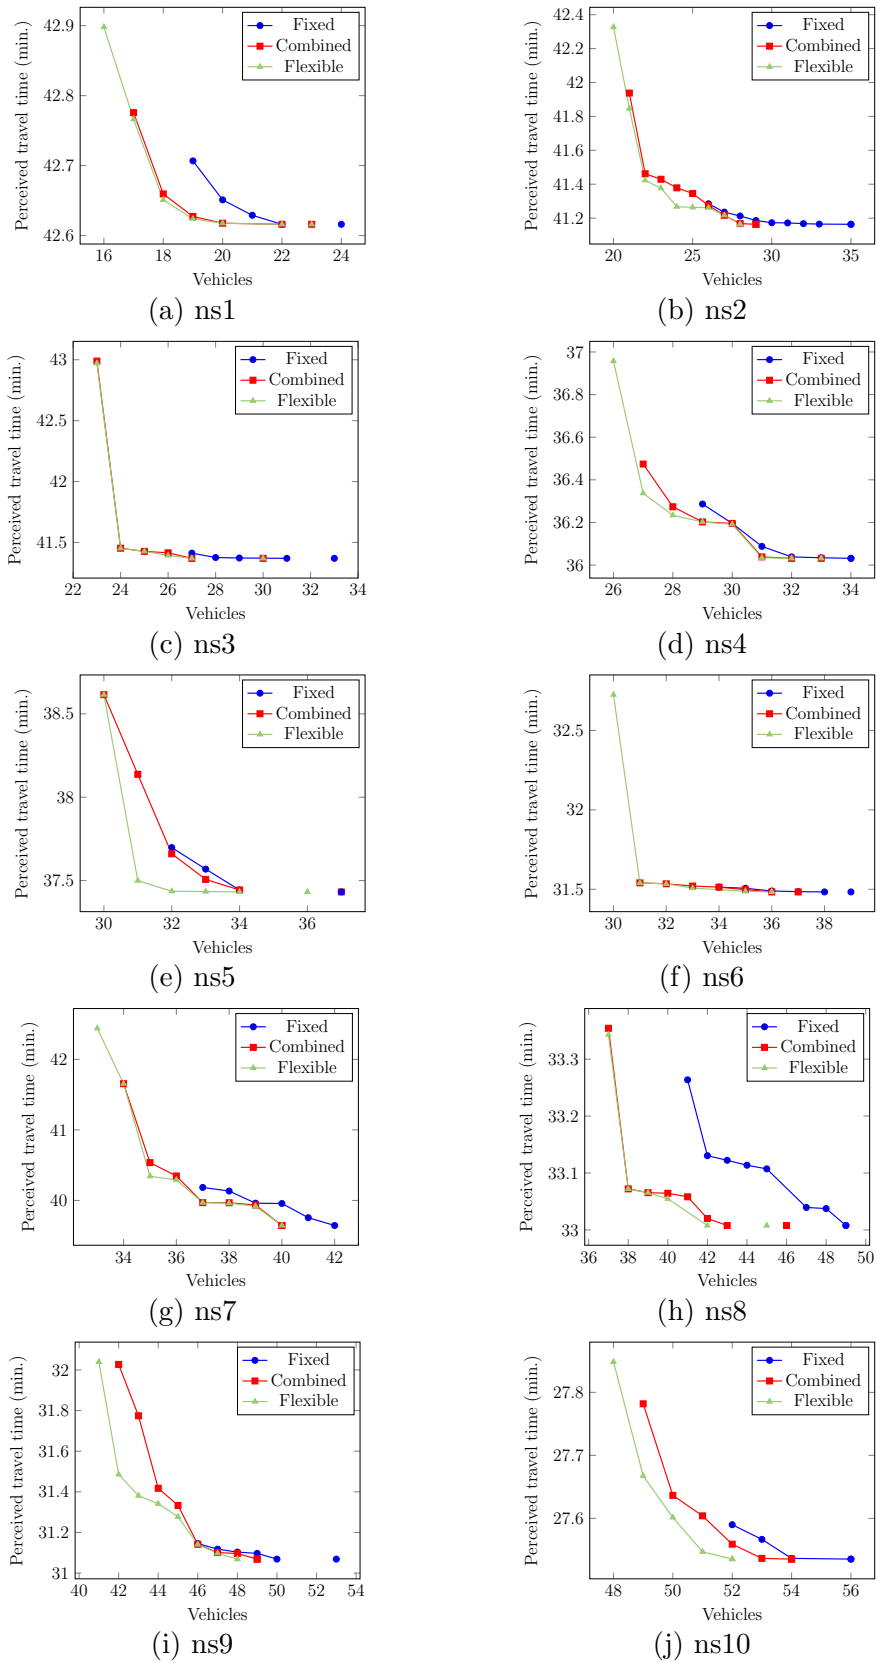 42.9
42.8
42.7
42.6
Perceived travel time (min.)
16 18 20 22 24
Vehicles
Fixed
Combined
Flexible
(a) ns1
42.4
42.2
42
41.8
41.6
41.4
41.2
Perceived travel time (min.)
20 25 30 35
Vehicles
Fixed
Combined
Flexible
(b) ns2
43
42.5
42
41.5
Perceived travel time (min.)
22 24 26 28 30 32 34
Vehicles
Fixed
Combined
Flexible
(c) ns3
37
36.8
36.6
36.4
36.2
36
Perceived travel time (min.)
26 28 30 32 34
Vehicles
Fixed
Combined
Flexible
(d) ns4
38.5
38
37.5
Perceived travel time (min.)
30 32 34 36
Vehicles
Fixed
Combined
Flexible
(e) ns5
32.5
32
31.5
Perceived travel time (min.)
30 32 34 36 38
Vehicles
Fixed
Combined
Flexible
(f) ns6
42
41
40
Perceived travel time (min.)
34 36 38 40 42
Vehicles
Fixed
Combined
Flexible
(g) ns7
33.3
33.2
33.1
33
Perceived travel time (min.)
36 38 40 42 44 46 48 50
Vehicles
Fixed
Combined
Flexible
(h) ns8
32
31.8
31.6
31.4
31.2
31
Perceived travel time (min.)
40 42 44 46 48 50 52 54
Vehicles
Fixed
Combined
Flexible
(i) ns9
27.8
27.7
27.6
Perceived travel time (min.)
48 50 52 54 56
Vehicles
Fixed
Combined
Flexible
(j) ns10